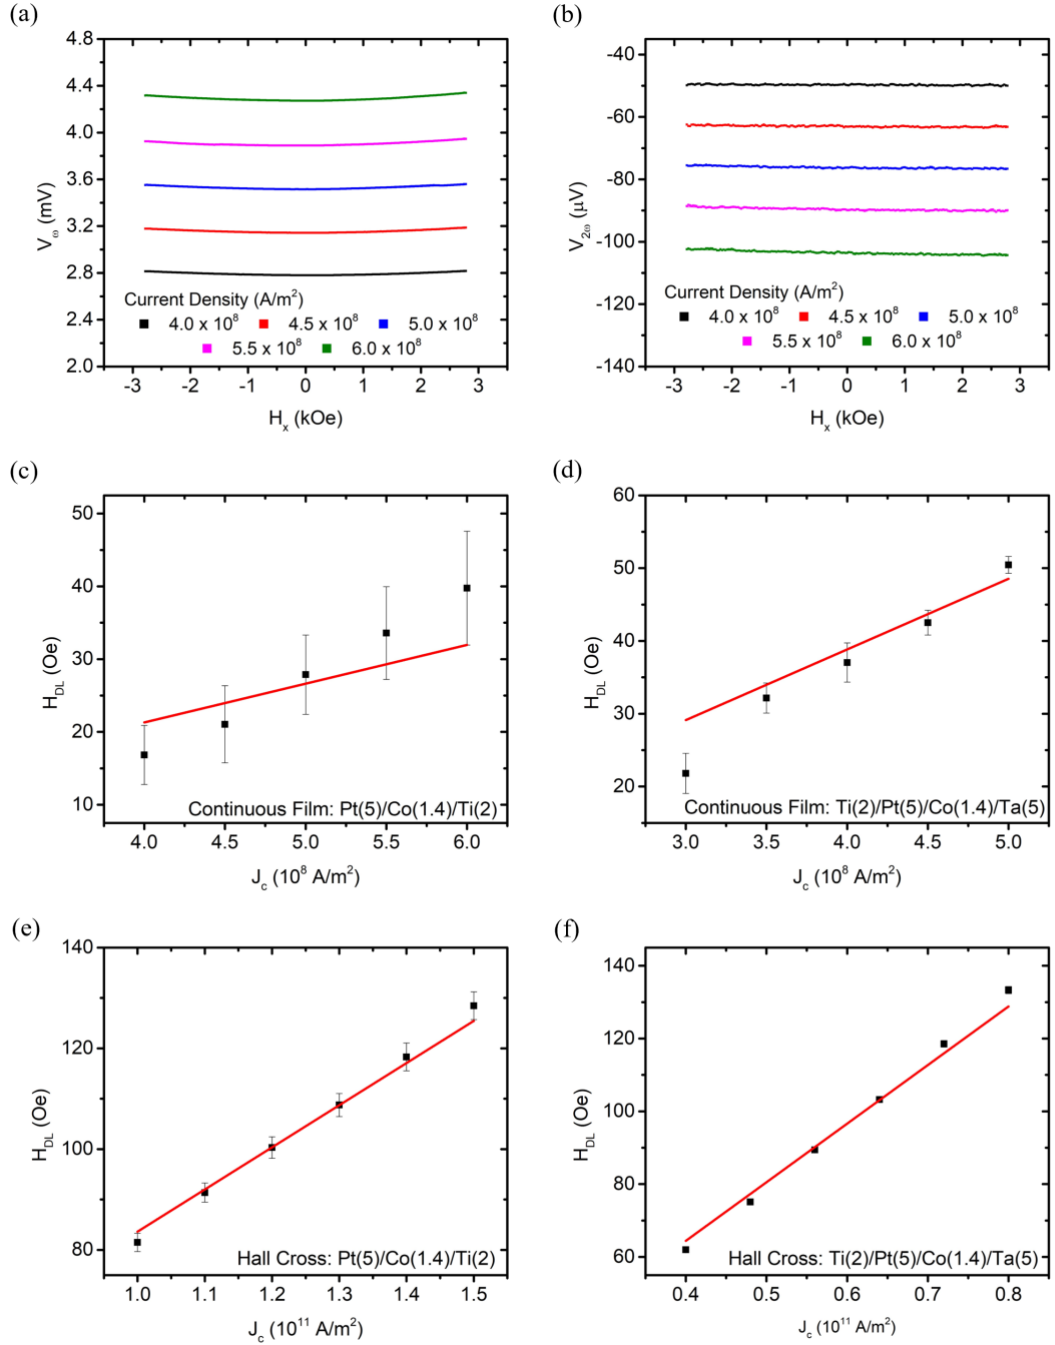 (a)
4.8
4.4
4.0
3.6
3.2
2.8
2.4
2.0
V_ω (mV)
Current Density (A/m²)
4.0 x 10⁸ 4.5 x 10⁸ 5.0 x 10⁸
5.5 x 10⁸ 6.0 x 10⁸
-3 -2 -1 0 1 2 3
H_x (kOe)
(b)
-40
-60
-80
-100
-120
-140
V_2ω (μV)
Current Density (A/m²)
4.0 x 10⁸ 4.5 x 10⁸ 5.0 x 10⁸
5.5 x 10⁸ 6.0 x 10⁸
-3 -2 -1 0 1 2 3
H_x (kOe)
(c)
50
40
30
20
10
H_DL (Oe)
Continuous Film: Pt(5)/Co(1.4)/Ti(2)
4.0 4.5 5.0 5.5 6.0
J_c (10⁸ A/m²)
(d)
60
50
40
30
20
H_DL (Oe)
Continuous Film: Ti(2)/Pt(5)/Co(1.4)/Ta(5)
3.0 3.5 4.0 4.5 5.0
J_c (10⁸ A/m²)
(e)
140
120
100
80
H_DL (Oe)
Hall Cross: Pt(5)/Co(1.4)/Ti(2)
1.0 1.1 1.2 1.3 1.4 1.5
J_c (10¹¹ A/m²)
(f)
140
120
100
80
60
H_DL (Oe)
Hall Cross: Ti(2)/Pt(5)/Co(1.4)/Ta(5)
0.4 0.5 0.6 0.7 0.8
J_c (10¹¹ A/m²)